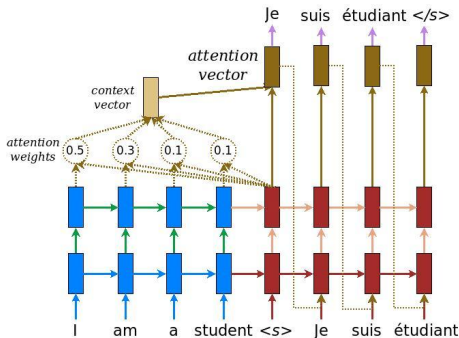 Je suis étudiant </s>
attention
vector
context
vector
attention
weights
0.5 0.3 0.1 0.1
I am a student <s> Je suis étudiant